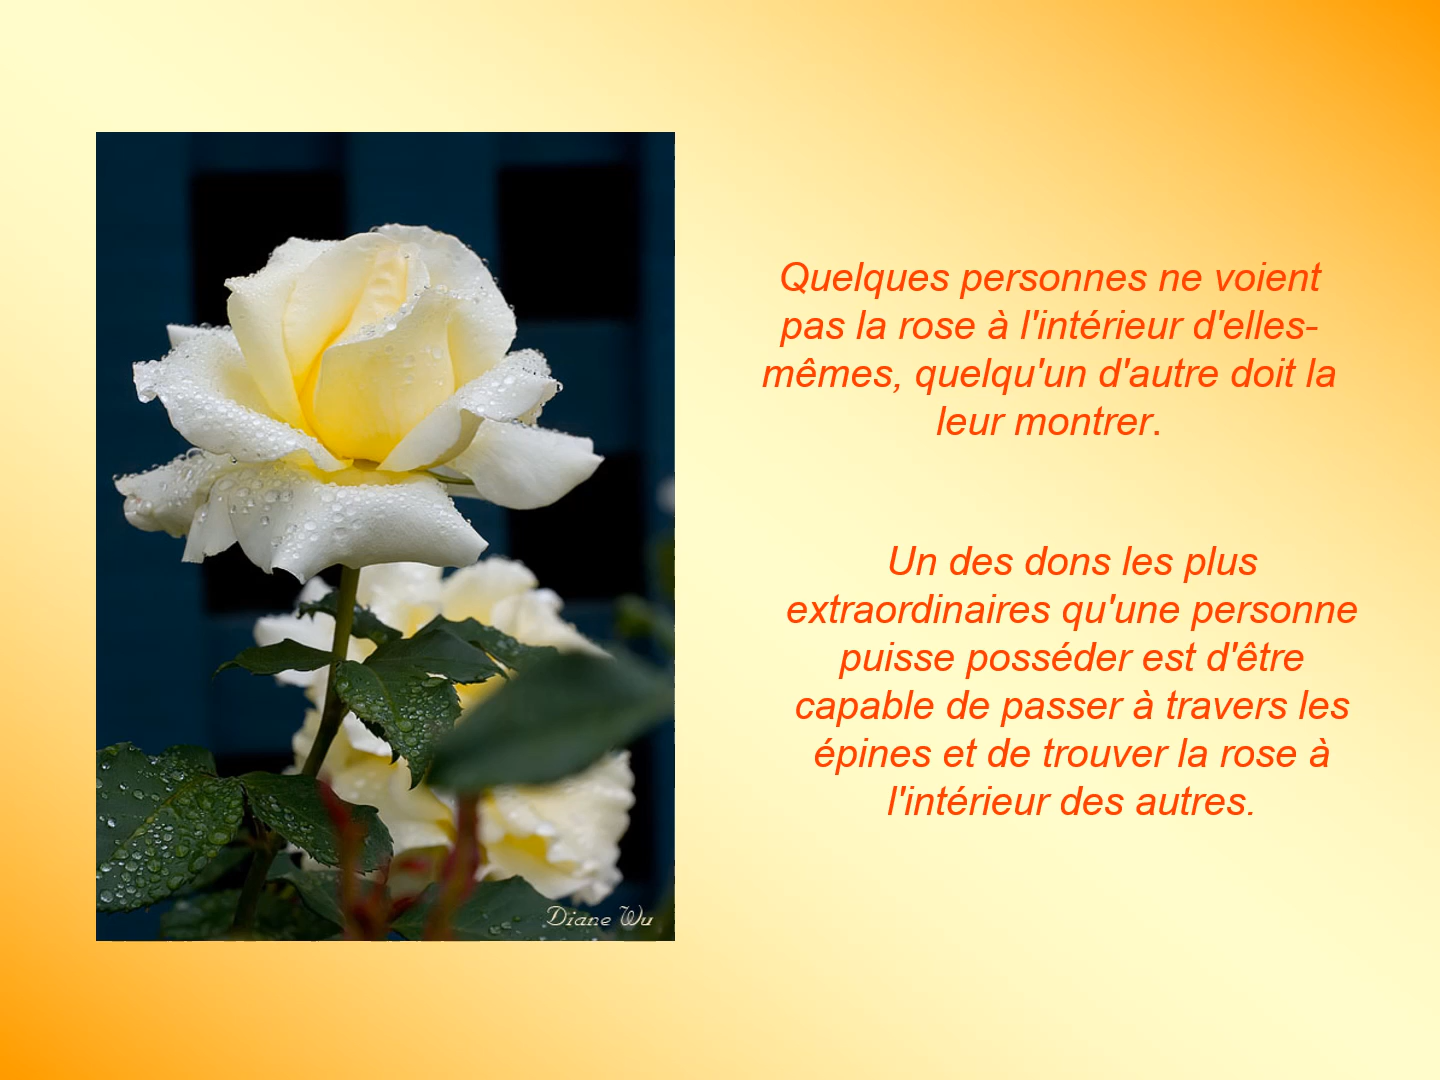 Quelques personnes ne voient
pas la rose à l'intérieur d'elles-
mêmes, quelqu'un d'autre doit la
leur montrer.
Un des dons les plus
extraordinaires qu'une personne
puisse posséder est d'être
capable de passer à travers les
épines et de trouver la rose à
l'intérieur des autres.
Diane Wu